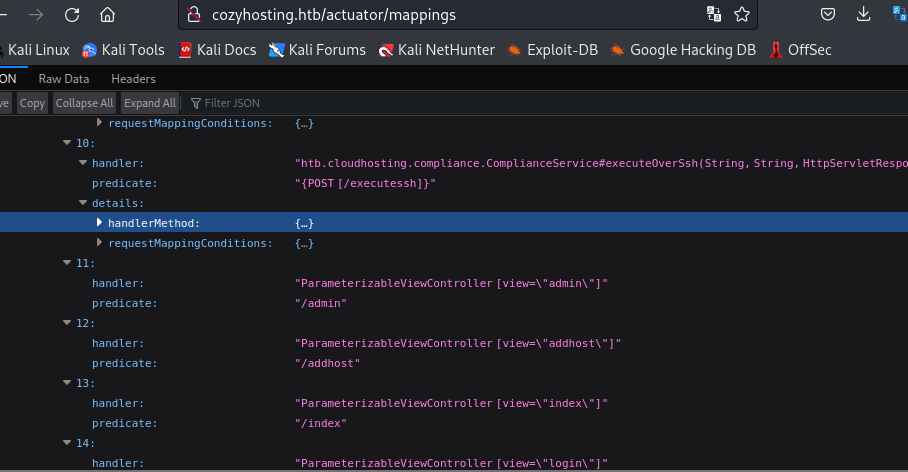 cozyhosting.htb/actuator/mappings
Kali Linux Kali Tools Kali Docs Kali Forums Kali NetHunter Exploit-DB Google Hacking DB OffSec
ON Raw Data Headers
ve Copy Collapse All Expand All Filter JSON
requestMappingConditions: {…}
10:
handler: "htb.cloudhosting.compliance.ComplianceService#executeOverSsh(String, String, HttpServletRespo
predicate: "{POST [/executessh]}"
details:
handlerMethod: {…}
requestMappingConditions: {…}
11:
handler: "ParameterizableViewController [view=\"admin\"]"
predicate: "/admin"
12:
handler: "ParameterizableViewController [view=\"addhost\"]"
predicate: "/addhost"
13:
handler: "ParameterizableViewController [view=\"index\"]"
predicate: "/index"
14:
handler: "ParameterizableViewController [view=\"login\"]"